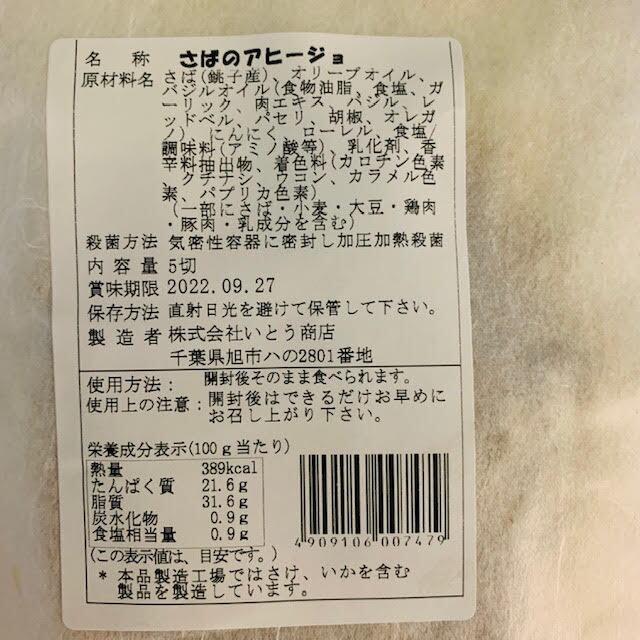 名称 さばのアヒージョ
原材料名 さば(銚子産)、オリーブオイル、
バジルオイル(食物油脂、食塩、ガ
ーリック、肉エキス、バジル、レ
ッドベル、パセリ、胡椒、オレガ
ノ)、にんにく、ローレル、食塩/
調味料(アミノ酸等)、乳化剤、香
辛料抽出物、着色料(カロチン色素
、クチナシ、ウコン、カラメル色
素、パプリカ色素)
(一部にさば・小麦・大豆・鶏肉
・豚肉・乳成分を含む)
殺菌方法 気密性容器に密封し加圧加熱殺菌
内容量 5切
賞味期限 2022.09.27
保存方法 直射日光を避けて保管して下さい。
製造者 株式会社いとう商店
千葉県旭市ハの2801番地
使用方法: 開封後そのまま食べられます。
使用上の注意: 開封後はできるだけお早めに
お召し上がり下さい。
栄養成分表示(100g当たり)
熱量 389kcal
たんぱく質 21.6g
脂質 31.6g
炭水化物 0.9g
食塩相当量 0.9g
(この表示値は、目安です。)
4909106007479
* 本品製造工場ではさけ、いかを含む
製品を製造しています。